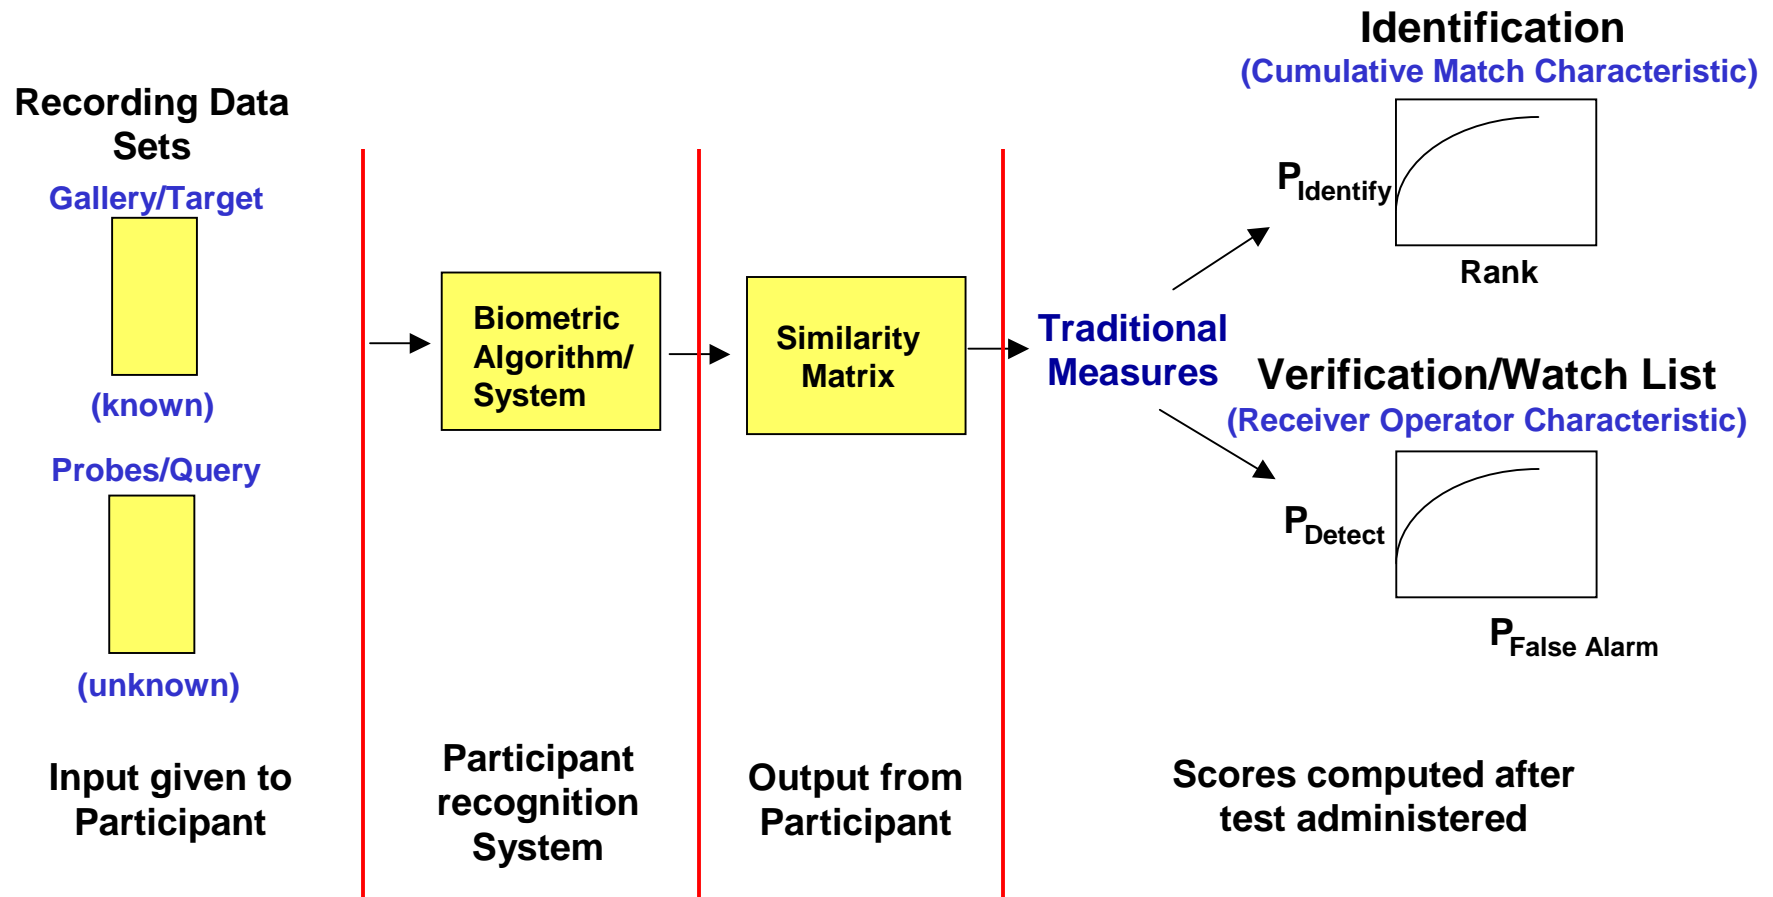 Recording Data
Sets
Gallery/Target
(known)
Probes/Query
(unknown)
Input given to
Participant
Biometric
Algorithm/
System
Participant
recognition
System
Similarity
Matrix
Output from
Participant
Traditional
Measures
Identification
(Cumulative Match Characteristic)
PIdentify
Rank
Verification/Watch List
(Receiver Operator Characteristic)
PDetect
PFalse Alarm
Scores computed after
test administered